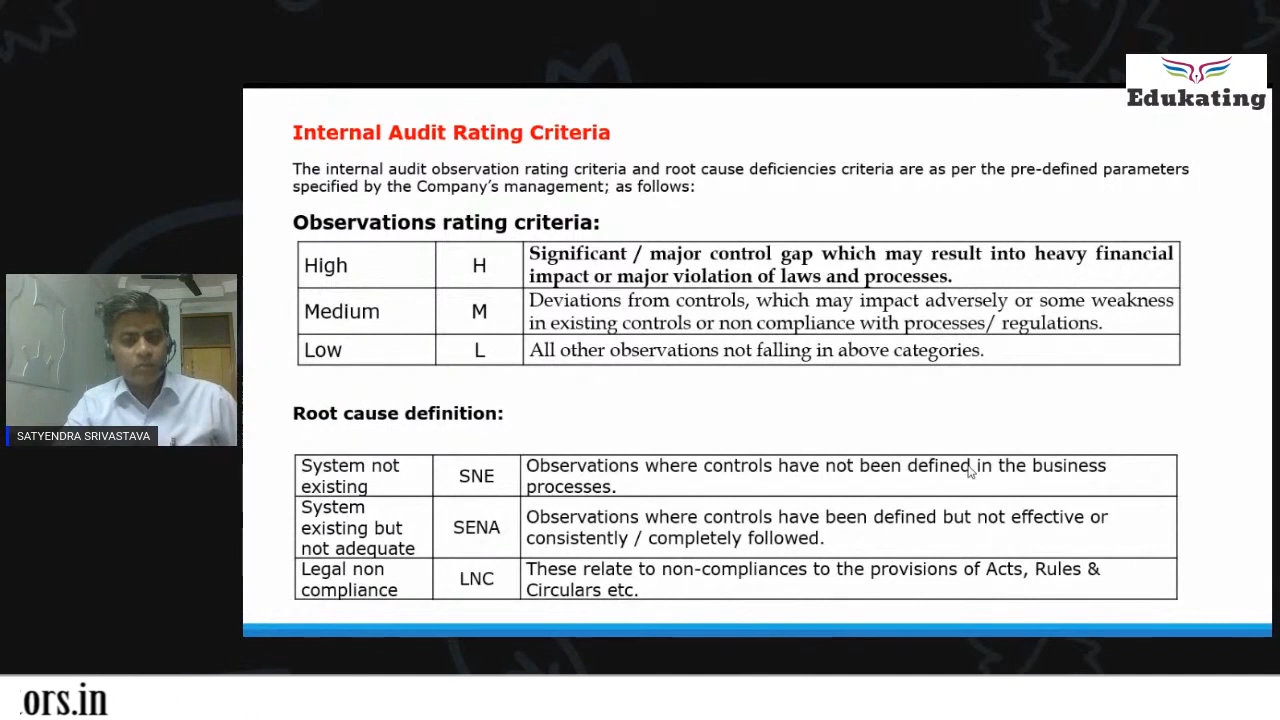 Edukating
Internal Audit Rating Criteria
The internal audit observation rating criteria and root cause deficiencies criteria are as per the pre-defined parameters
specified by the Company's management; as follows:
Observations rating criteria:
High H Significant / major control gap which may result into heavy financial
impact or major violation of laws and processes.
Medium M Deviations from controls, which may impact adversely or some weakness
in existing controls or non compliance with processes/ regulations.
Low L All other observations not falling in above categories.
SATYENDRA SRIVASTAVA
Root cause definition:
System not
existing
SNE
Observations where controls have not been defined in the business
processes.
System
existing but
not adequate
SENA
Observations where controls have been defined but not effective or
consistently / completely followed.
Legal non
compliance
LNC
These relate to non-compliances to the provisions of Acts, Rules &
Circulars etc.
ors.in